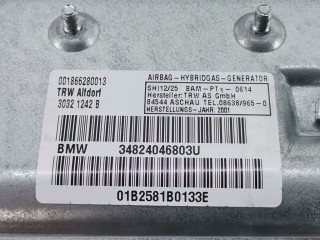 001866280013
TRW Alfdorf
3032 1242 B
AIRBAG-HYBRIDGAS-GENERATOR
SHI12/25 BAM-PT1-0614
Hersteller: TRW AS GmbH
84544 ASCHAU TEL.08638/965-0
HERSTELLUNGS-JAHR: 2001
BMW 34824046803U
01B2581B0133E